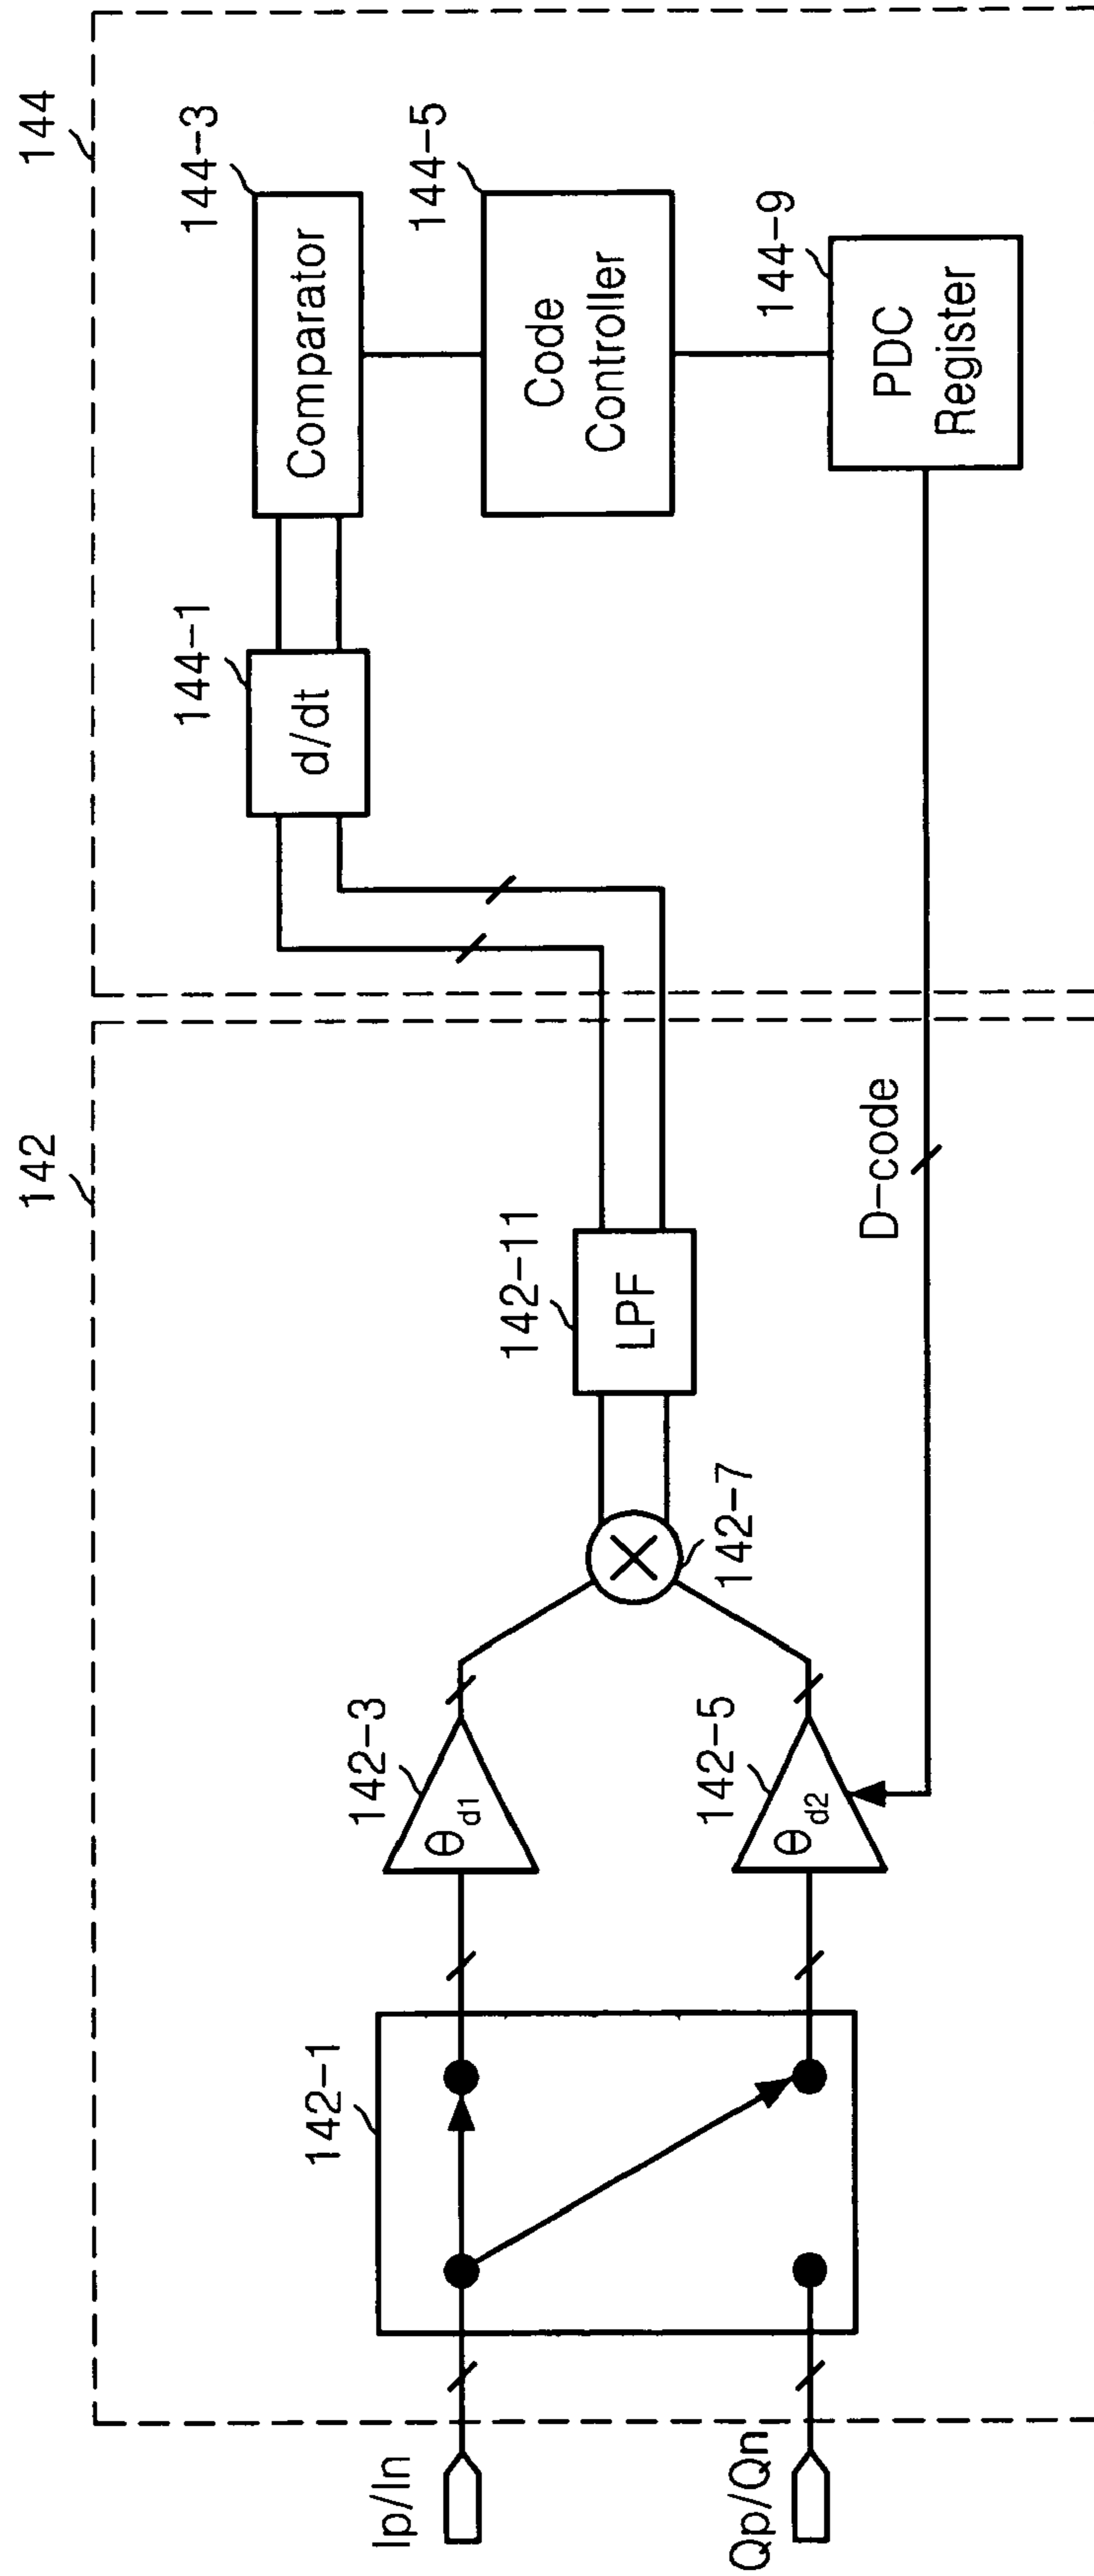 142
144
142-1
142-3
142-5
142-7
142-11
144-1
144-3
144-5
144-9
Ip/In
Qp/Qn
θd1
θd2
LPF
d/dt
Comparator
Code
Controller
PDC
Register
D-code